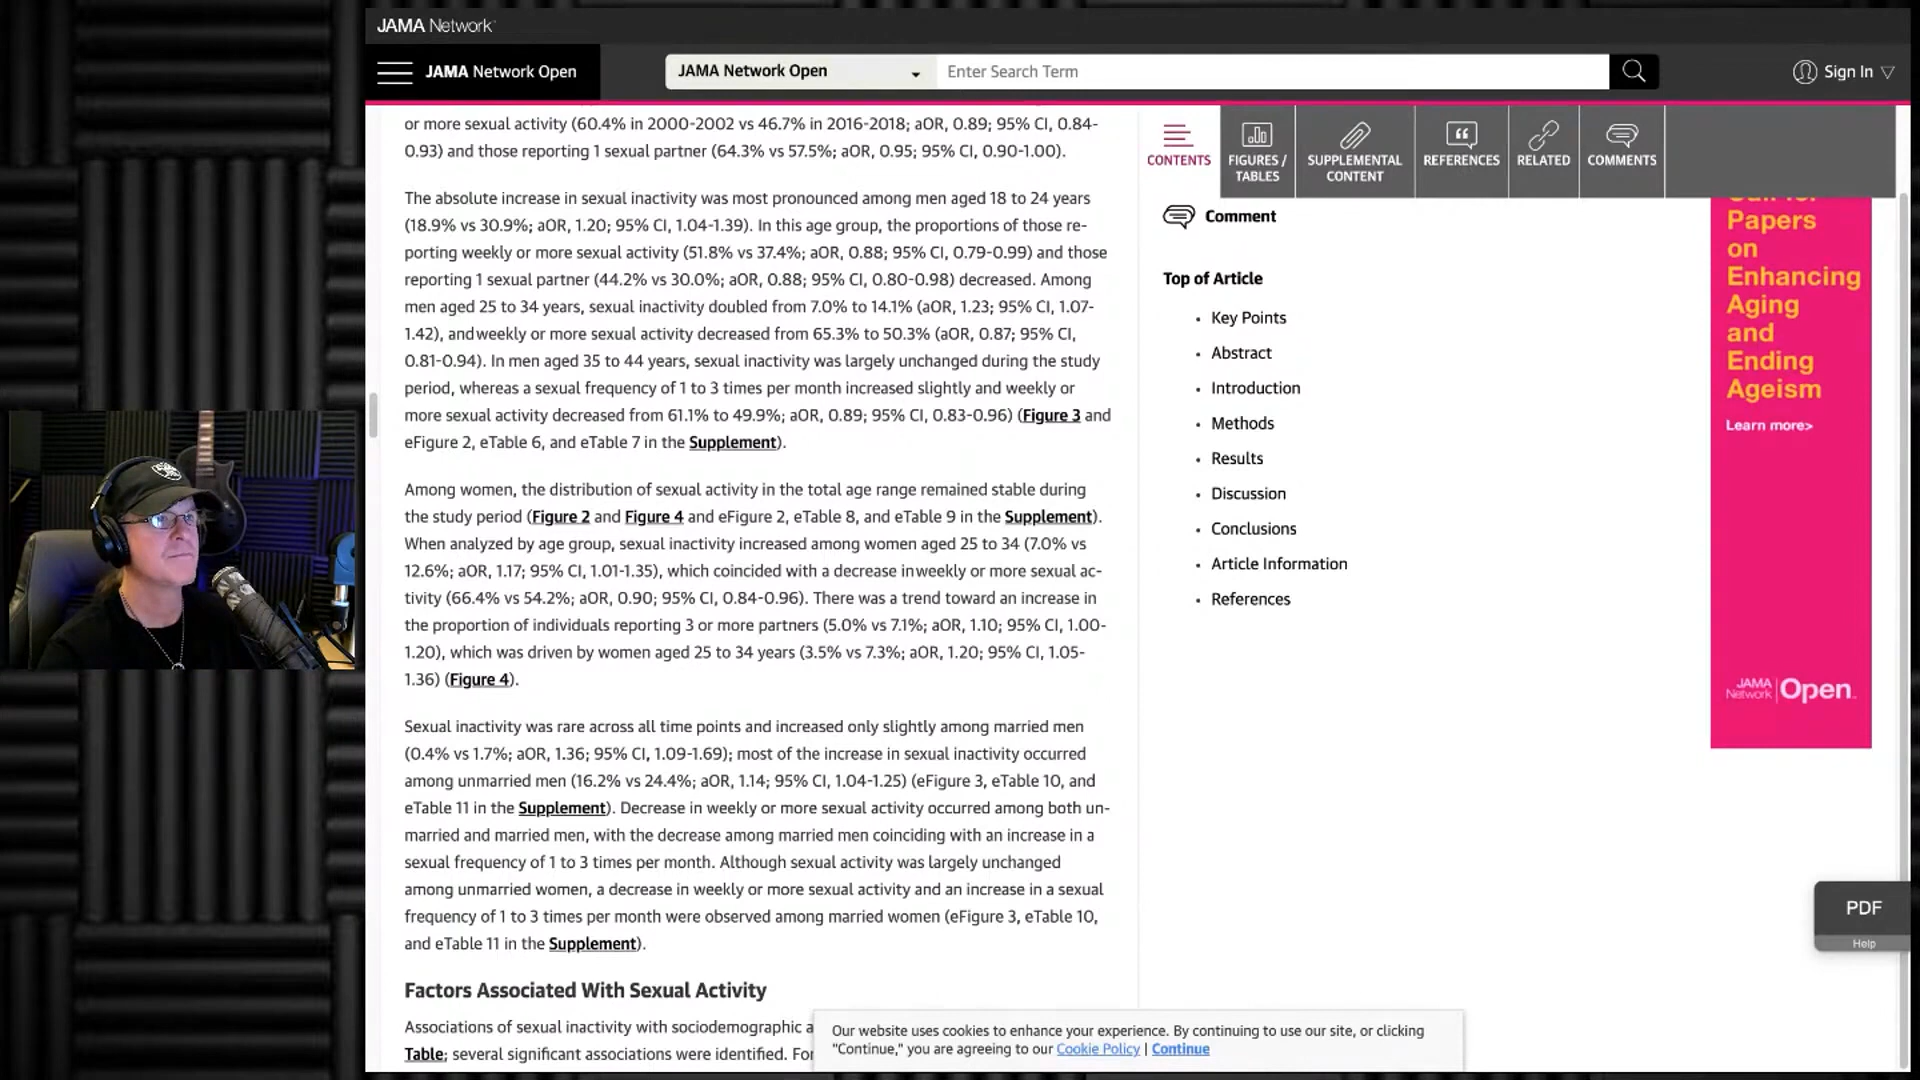 JAMA Network
JAMA Network Open
JAMA Network Open
Enter Search Term
Sign In
or more sexual activity (60.4% in 2000-2002 vs 46.7% in 2016-2018; aOR, 0.89; 95% CI, 0.84-
0.93) and those reporting 1 sexual partner (64.3% vs 57.5%; aOR, 0.95; 95% CI, 0.90-1.00).
The absolute increase in sexual inactivity was most pronounced among men aged 18 to 24 years
(18.9% vs 30.9%; aOR, 1.20; 95% CI, 1.04-1.39). In this age group, the proportions of those re-
porting weekly or more sexual activity (51.8% vs 37.4%; aOR, 0.88; 95% CI, 0.79-0.99) and those
reporting 1 sexual partner (44.2% vs 30.0%; aOR, 0.88; 95% CI, 0.80-0.98) decreased. Among
men aged 25 to 34 years, sexual inactivity doubled from 7.0% to 14.1% (aOR, 1.23; 95% CI, 1.07-
1.42), and weekly or more sexual activity decreased from 65.3% to 50.3% (aOR, 0.87; 95% CI,
0.81-0.94). In men aged 35 to 44 years, sexual inactivity was largely unchanged during the study
period, whereas a sexual frequency of 1 to 3 times per month increased slightly and weekly or
more sexual activity decreased from 61.1% to 49.9%; aOR, 0.89; 95% CI, 0.83-0.96) (Figure 3 and
eFigure 2, eTable 6, and eTable 7 in the Supplement).
Among women, the distribution of sexual activity in the total age range remained stable during
the study period (Figure 2 and Figure 4 and eFigure 2, eTable 8, and eTable 9 in the Supplement).
When analyzed by age group, sexual inactivity increased among women aged 25 to 34 (7.0% vs
12.6%; aOR, 1.17; 95% CI, 1.01-1.35), which coincided with a decrease in weekly or more sexual ac-
tivity (66.4% vs 54.2%; aOR, 0.90; 95% CI, 0.84-0.96). There was a trend toward an increase in
the proportion of individuals reporting 3 or more partners (5.0% vs 7.1%; aOR, 1.10; 95% CI, 1.00-
1.20), which was driven by women aged 25 to 34 years (3.5% vs 7.3%; aOR, 1.20; 95% CI, 1.05-
1.36) (Figure 4).
Sexual inactivity was rare across all time points and increased only slightly among married men
(0.4% vs 1.7%; aOR, 1.36; 95% CI, 1.09-1.69); most of the increase in sexual inactivity occurred
among unmarried men (16.2% vs 24.4%; aOR, 1.14; 95% CI, 1.04-1.25) (eFigure 3, eTable 10, and
eTable 11 in the Supplement). Decrease in weekly or more sexual activity occurred among both un-
married and married men, with the decrease among married men coinciding with an increase in a
sexual frequency of 1 to 3 times per month. Although sexual activity was largely unchanged
among unmarried women, a decrease in weekly or more sexual activity and an increase in a sexual
frequency of 1 to 3 times per month were observed among married women (eFigure 3, eTable 10,
and eTable 11 in the Supplement).
Factors Associated With Sexual Activity
Associations of sexual inactivity with sociodemographic a
Table; several significant associations were identified. For
CONTENTS
FIGURES /
TABLES
SUPPLEMENTAL
CONTENT
REFERENCES
RELATED
COMMENTS
Comment
Top of Article
• Key Points
• Abstract
• Introduction
• Methods
• Results
• Discussion
• Conclusions
• Article Information
• References
Call for
Papers
on
Enhancing
Aging
and
Ending
Ageism
Learn more>
JAMA
Network
Open
PDF
Help
Our website uses cookies to enhance your experience. By continuing to use our site, or clicking
"Continue," you are agreeing to our Cookie Policy | Continue